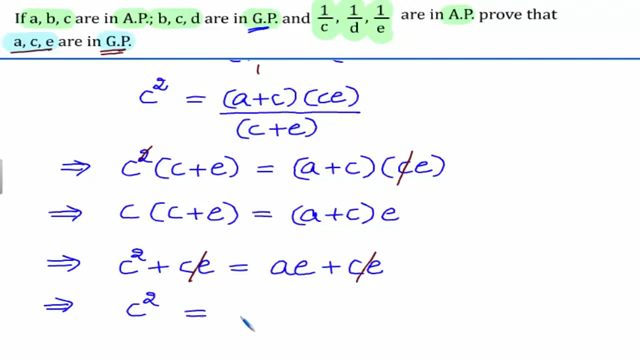 If a, b, c are in A.P.; b, c, d are in G.P. and 1/c, 1/d, 1/e are in A.P. prove that
a, c, e are in G.P.
c² = (a+c)(ce)/(c+e)
⇒ c²(c+e) = (a+c)(ce)
⇒ c(c+e) = (a+c)e
⇒ c² + ce = ae + ce
⇒ c² =